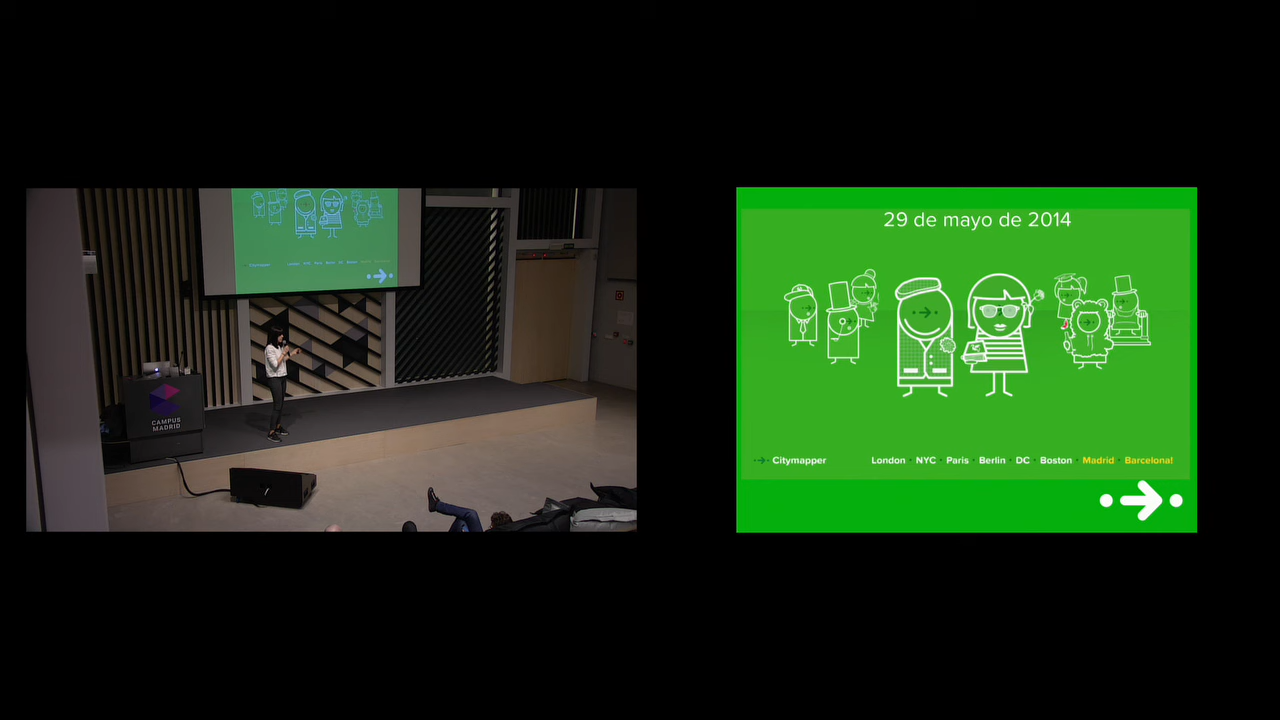 CAMPUS
MADRID
29 de mayo de 2014
Citymapper
London · NYC · Paris · Berlin · DC · Boston · Madrid · Barcelona!